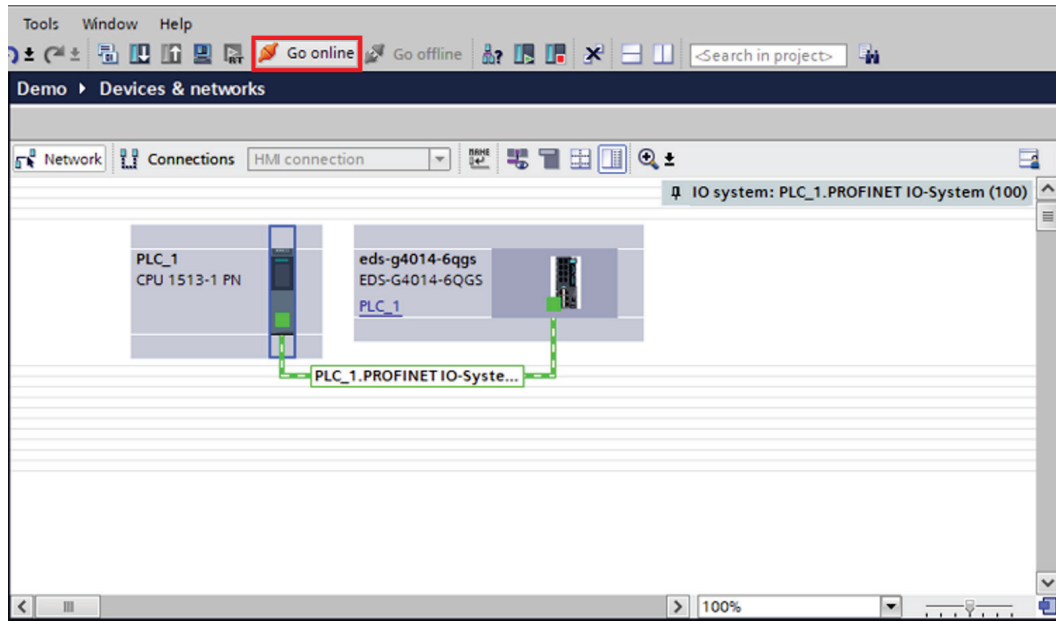 Tools Window Help
RT Go online Go offline <Search in project>
Demo Devices & networks
Network Connections HMI connection NAME
IO system: PLC_1.PROFINET IO-System (100)
PLC_1
CPU 1513-1 PN
eds-g4014-6qgs
EDS-G4014-6QGS
PLC_1
PLC_1.PROFINET IO-Syste...
100%